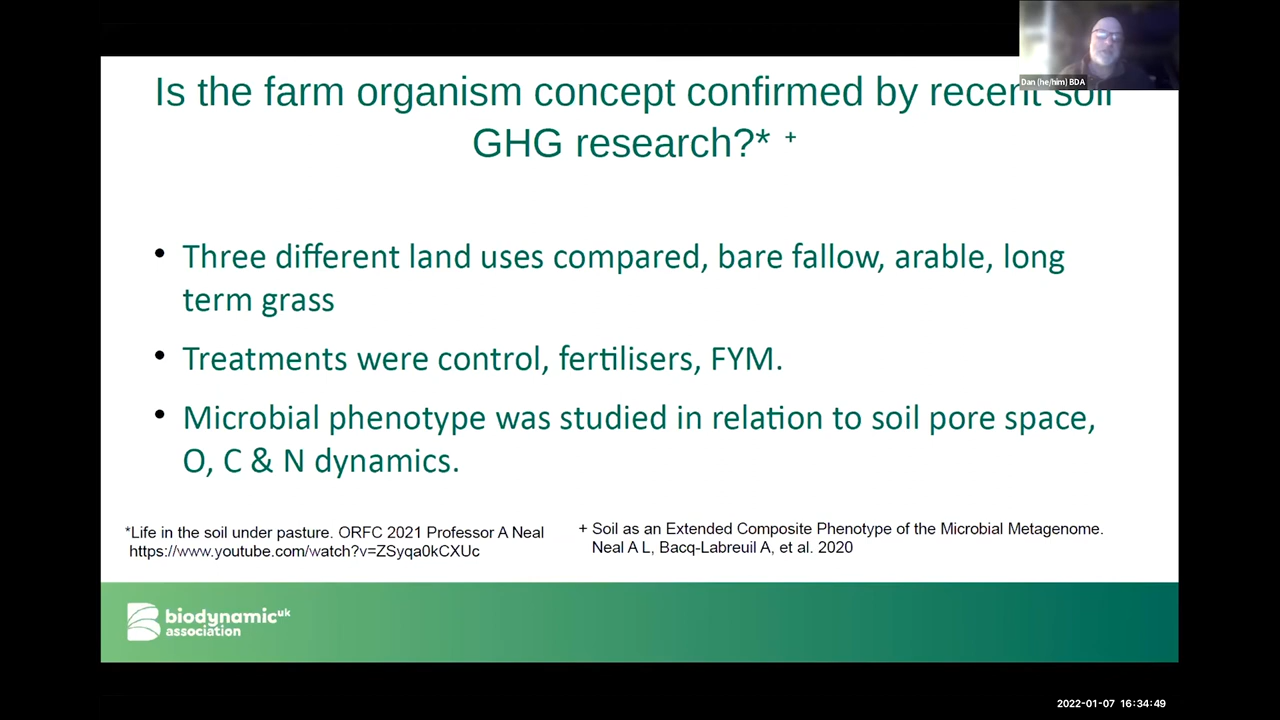 Dan (he/him) BDA
Is the farm organism concept confirmed by recent soil
GHG research?* +
• Three different land uses compared, bare fallow, arable, long
term grass
• Treatments were control, fertilisers, FYM.
• Microbial phenotype was studied in relation to soil pore space,
O, C & N dynamics.
*Life in the soil under pasture. ORFC 2021 Professor A Neal
https://www.youtube.com/watch?v=ZSyqa0kCXUc
+ Soil as an Extended Composite Phenotype of the Microbial Metagenome.
Neal A L, Bacq-Labreuil A, et al. 2020
biodynamic uk
association
2022-01-07 16:34:49